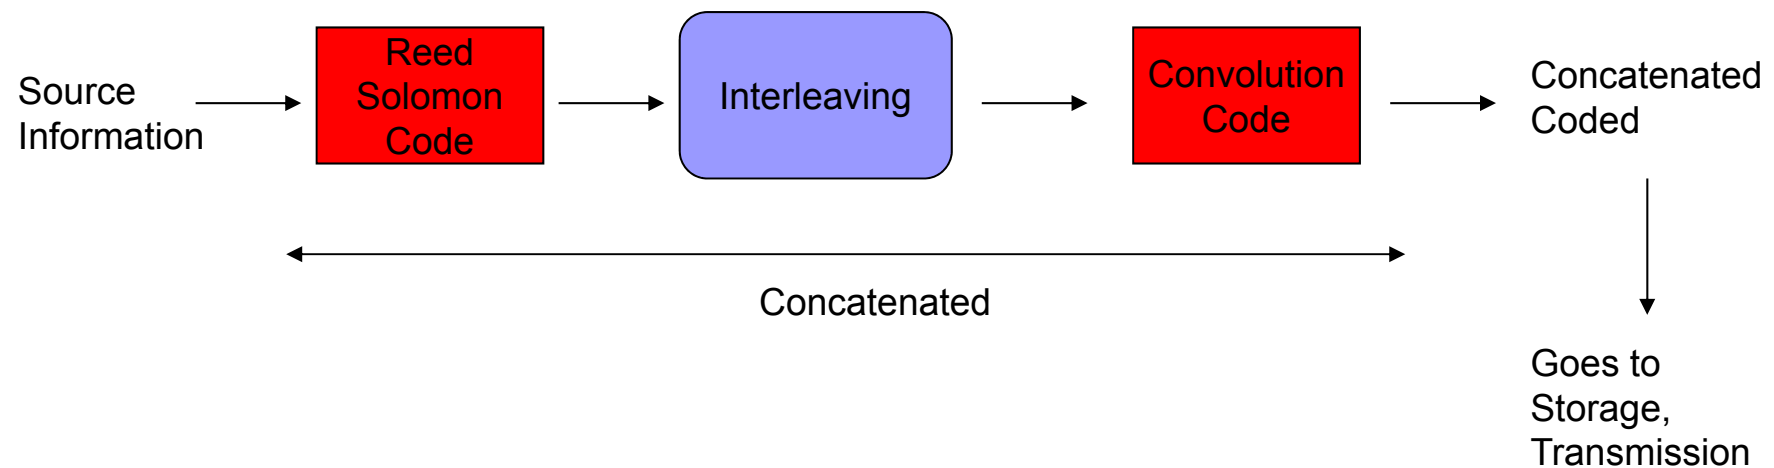 Source
Information
Reed
Solomon
Code
Interleaving
Convolution
Code
Concatenated
Coded
Concatenated
Goes to
Storage,
Transmission